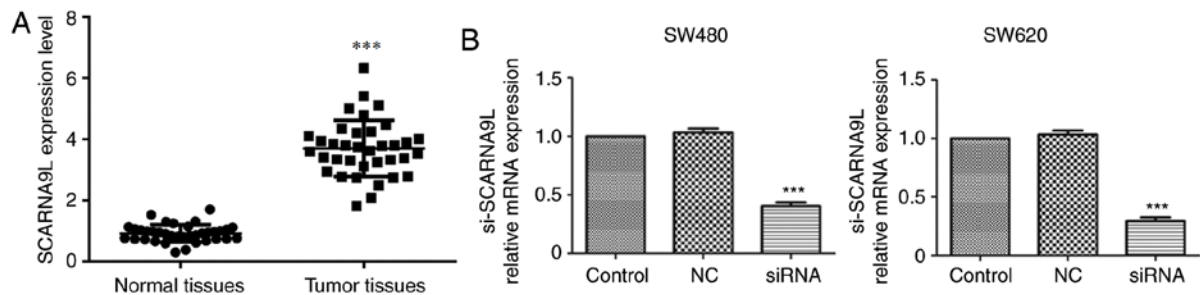 A
SCARNA9L expression level
8
6
4
2
0
***
Normal tissues
Tumor tissues
B
SW480
si-SCARNA9L
relative mRNA expression
1.5
1.0
0.5
0
***
Control
NC
siRNA
SW620
si-SCARNA9L
relative mRNA expression
1.5
1.0
0.5
0
***
Control
NC
siRNA